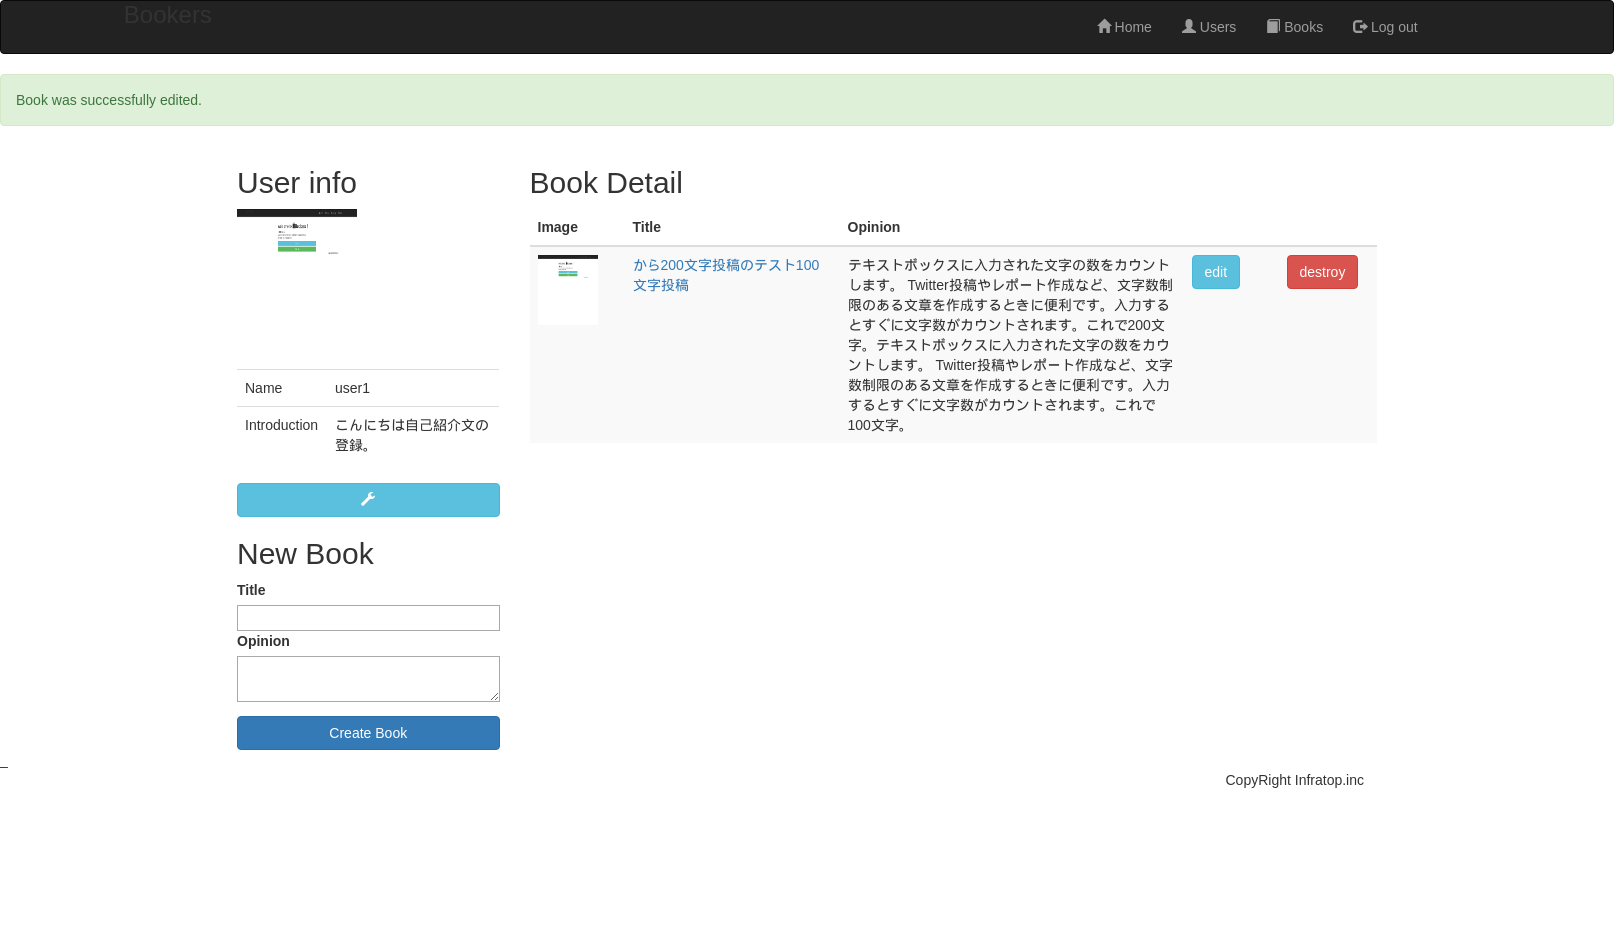 Bookers
Home Users Books Log out
Book was successfully edited.
User info
Name user1
Introduction こんにちは自己紹介文の
登録。
New Book
Title
Opinion
Create Book
Book Detail
Image Title Opinion
から200文字投稿のテスト100
文字投稿
テキストボックスに入力された文字の数をカウント
します。 Twitter投稿やレポート作成など、文字数制
限のある文章を作成するときに便利です。入力する
とすぐに文字数がカウントされます。これで200文
字。テキストボックスに入力された文字の数をカウ
ントします。 Twitter投稿やレポート作成など、文字
数制限のある文章を作成するときに便利です。入力
するとすぐに文字数がカウントされます。これで
100文字。
edit destroy
CopyRight Infratop.inc